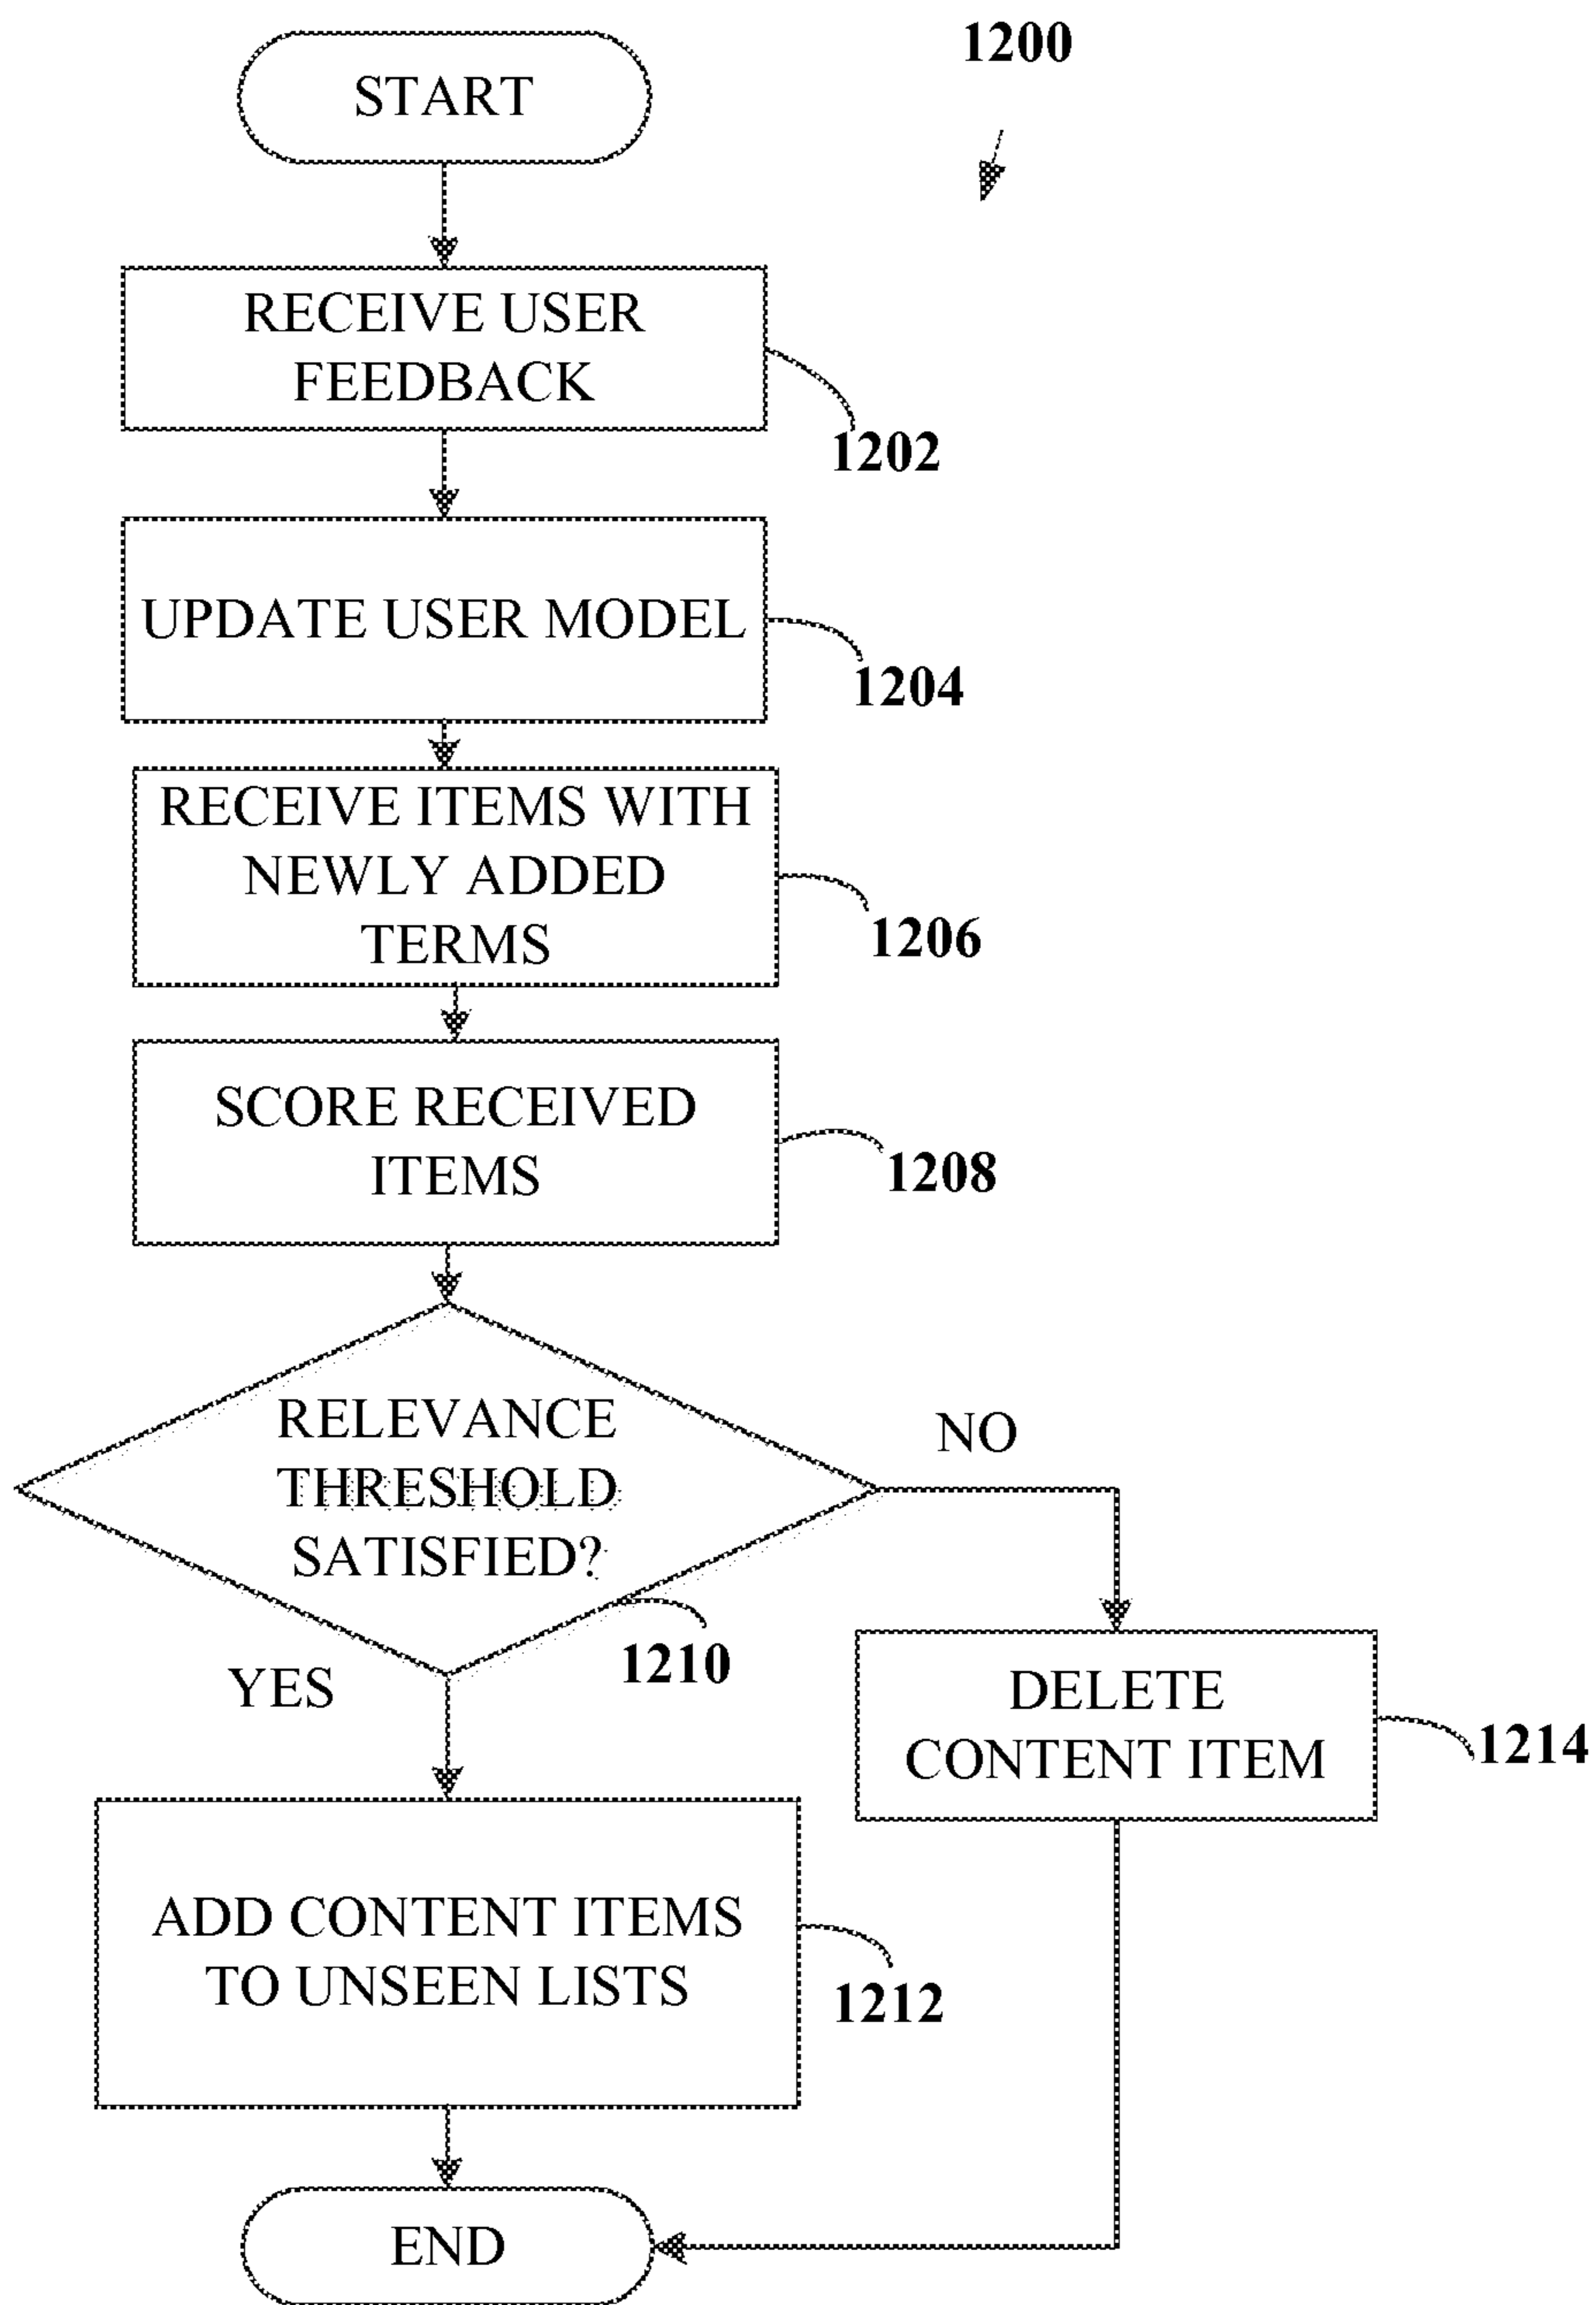 1200
START
RECEIVE USER
FEEDBACK
1202
UPDATE USER MODEL
1204
RECEIVE ITEMS WITH
NEWLY ADDED
TERMS
1206
SCORE RECEIVED
ITEMS
1208
RELEVANCE
THRESHOLD
SATISFIED?
NO
1210
YES
DELETE
CONTENT ITEM
1214
ADD CONTENT ITEMS
TO UNSEEN LISTS
1212
END